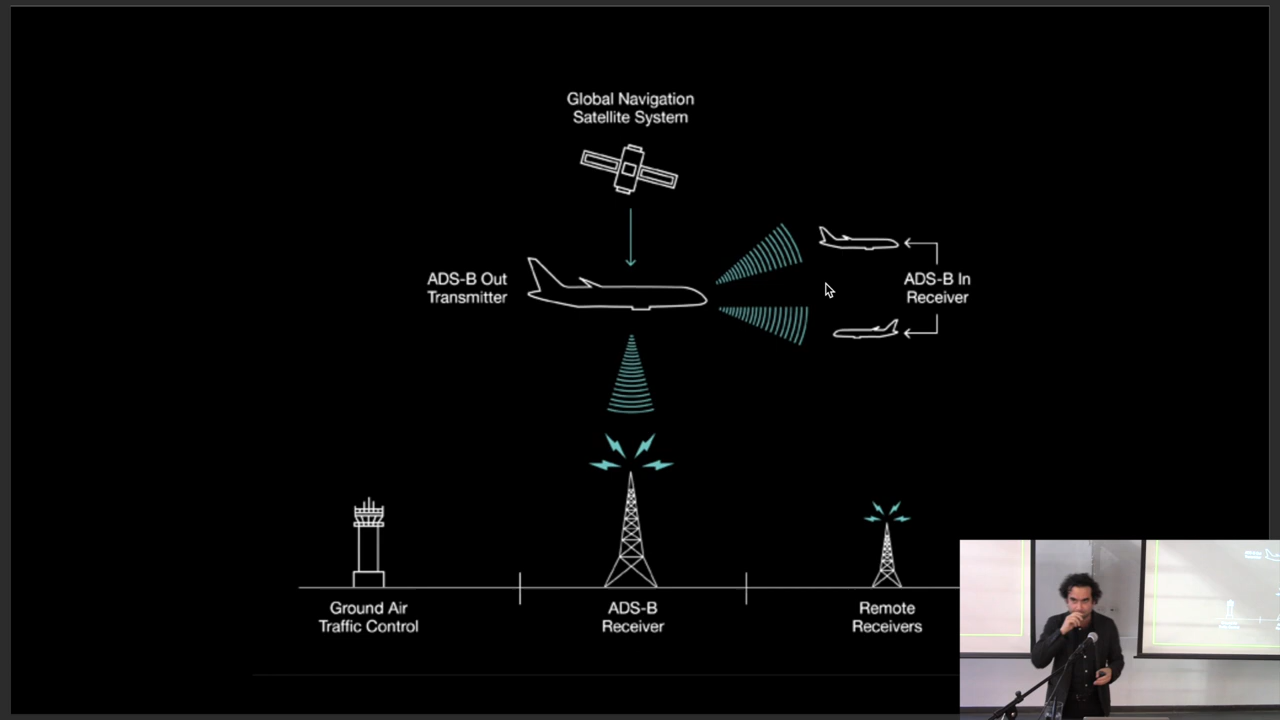 Global Navigation
Satellite System
ADS-B Out
Transmitter
ADS-B In
Receiver
Ground Air
Traffic Control
ADS-B
Receiver
Remote
Receivers